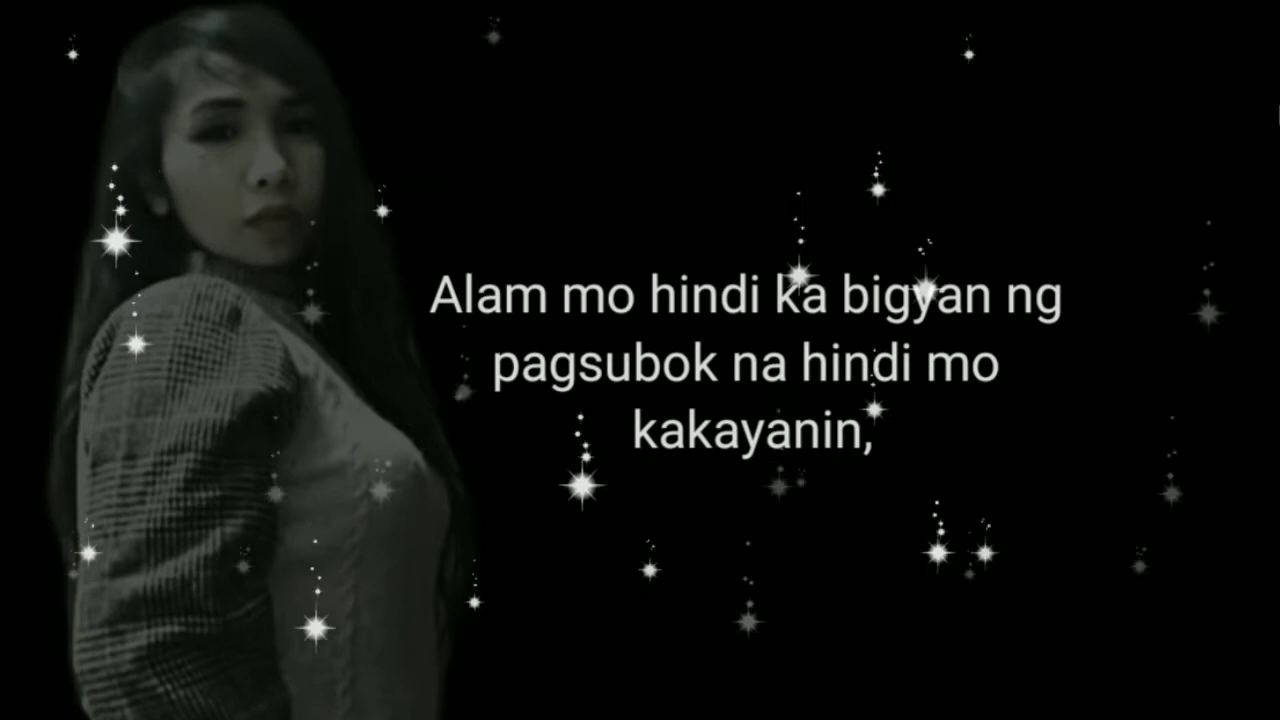 Alam mo hindi ka bigyan ng
pagsubok na hindi mo
kakayanin,